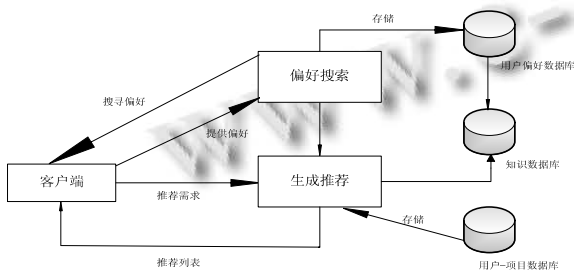 存储
偏好搜索
用户偏好数据库
搜寻偏好
提供偏好
知识数据库
客户端
生成推荐
推荐需求
存储
推荐列表
用户-项目数据库